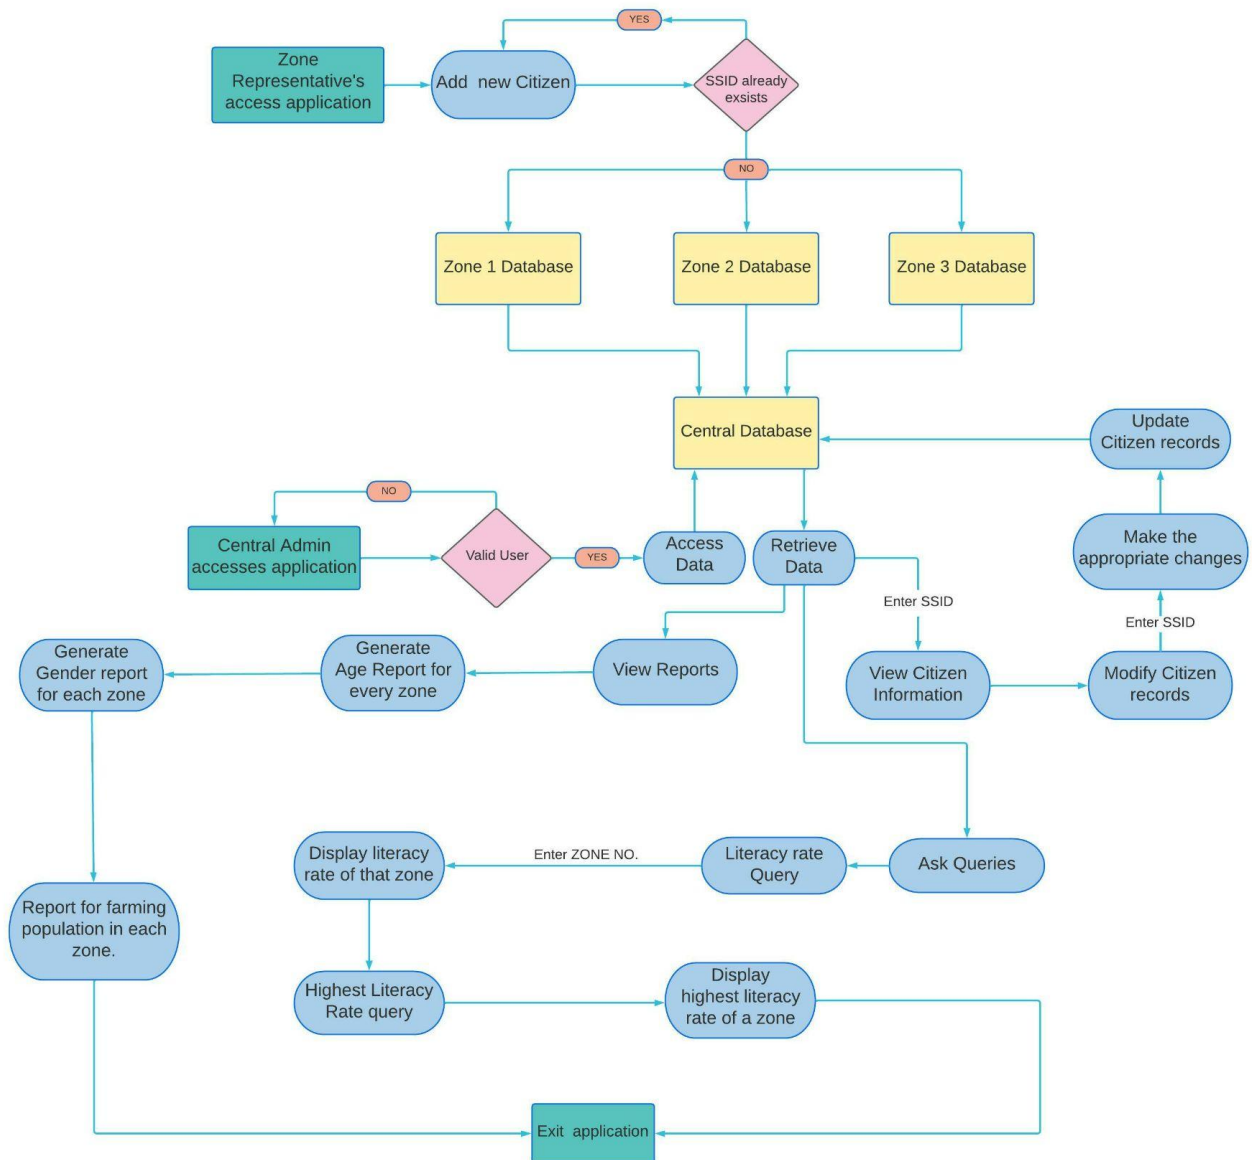 YES
Zone
Representative's
access application
Add  new Citizen
SSID already
exsists
NO
Zone 1 Database
Zone 2 Database
Zone 3 Database
Central Database
Update
Citizen records
NO
Central Admin
accesses application
Valid User
YES
Access
Data
Retrieve
Data
Make the
appropriate changes
Enter SSID
Enter SSID
Generate
Gender report
for each zone
Generate
Age Report for
every zone
View Reports
View Citizen
Information
Modify Citizen
records
Display literacy
rate of that zone
Enter ZONE NO.
Literacy rate
Query
Ask Queries
Report for farming
population in each
zone.
Highest Literacy
Rate query
Display
highest literacy
rate of a zone
Exit  application